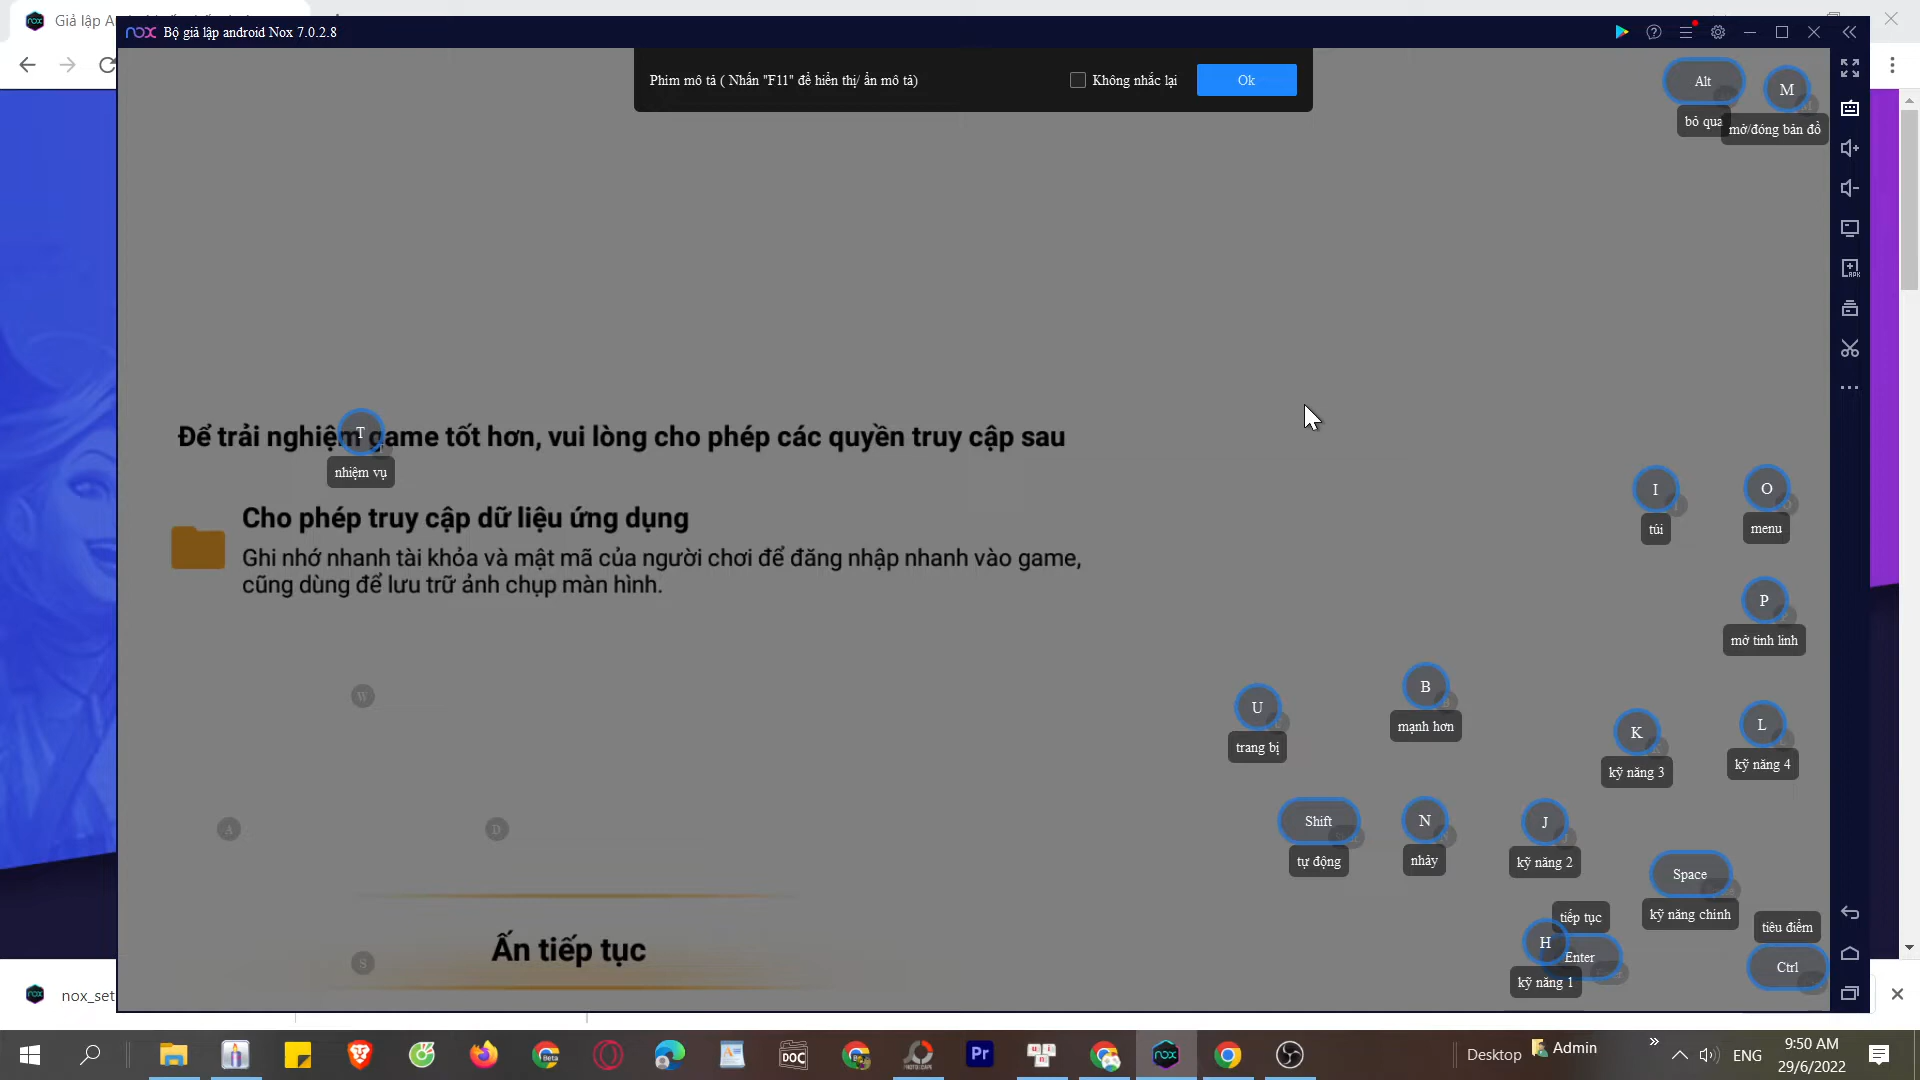 nox Bộ giả lập android Nox 7.0.2.8
Phim mô tả ( Nhấn "F11" để hiển thị/ ẩn mô tả)
Không nhắc lại
Ok
Alt
bỏ qua
M
mở/đóng bản đồ
Để trải nghiệm game tốt hơn, vui lòng cho phép các quyền truy cập sau
T
nhiệm vụ
Cho phép truy cập dữ liệu ứng dụng
Ghi nhớ nhanh tài khỏa và mật mã của người chơi để đăng nhập nhanh vào game,
cũng dùng để lưu trữ ảnh chụp màn hình.
I
túi
O
menu
P
mở tinh linh
W
U
trang bị
B
mạnh hơn
K
kỹ năng 3
L
kỹ năng 4
A
D
Shift
tự động
N
nhảy
J
kỹ năng 2
Space
kỹ năng chính
S
Ấn tiếp tục
tiếp tục
H
Enter
kỹ năng 1
tiêu điểm
Ctrl
nox_set
DOC
Pr
Desktop
Admin
ENG
9:50 AM
29/6/2022